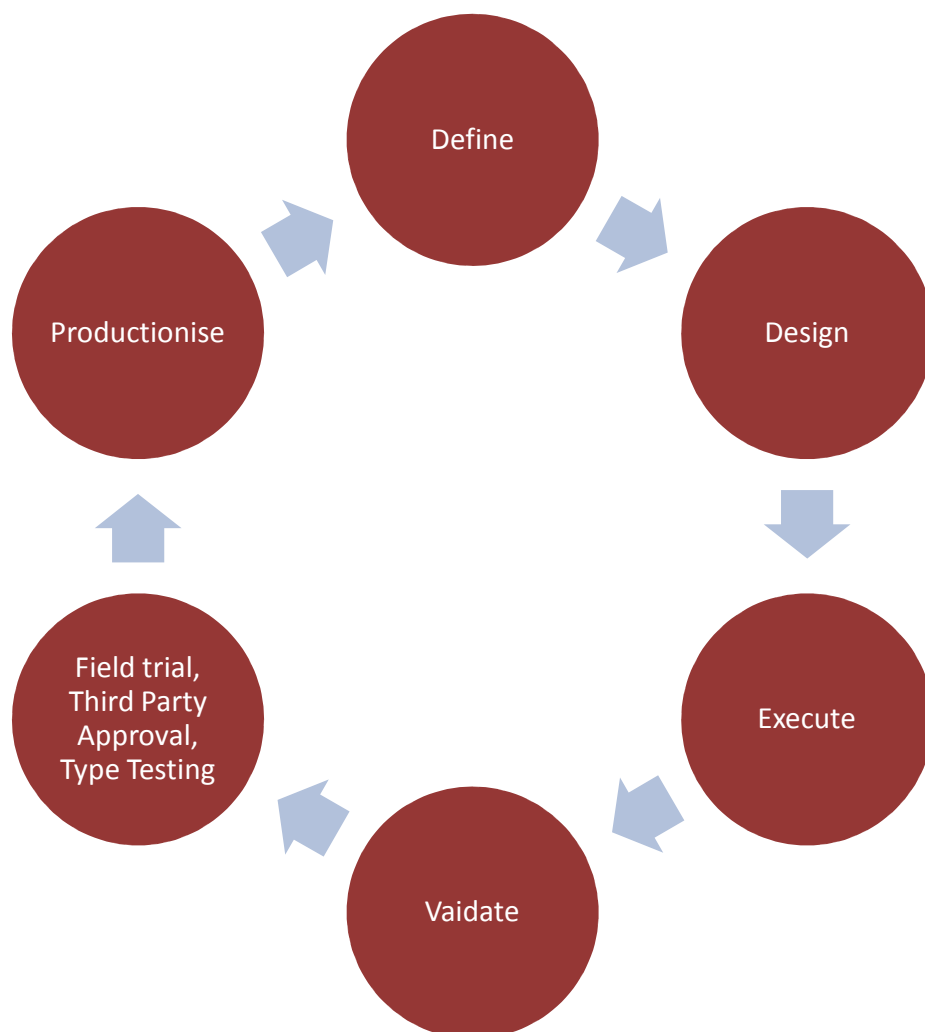 Define
Design
Execute
Vaidate
Field trial,
Third Party
Approval,
Type Testing
Productionise